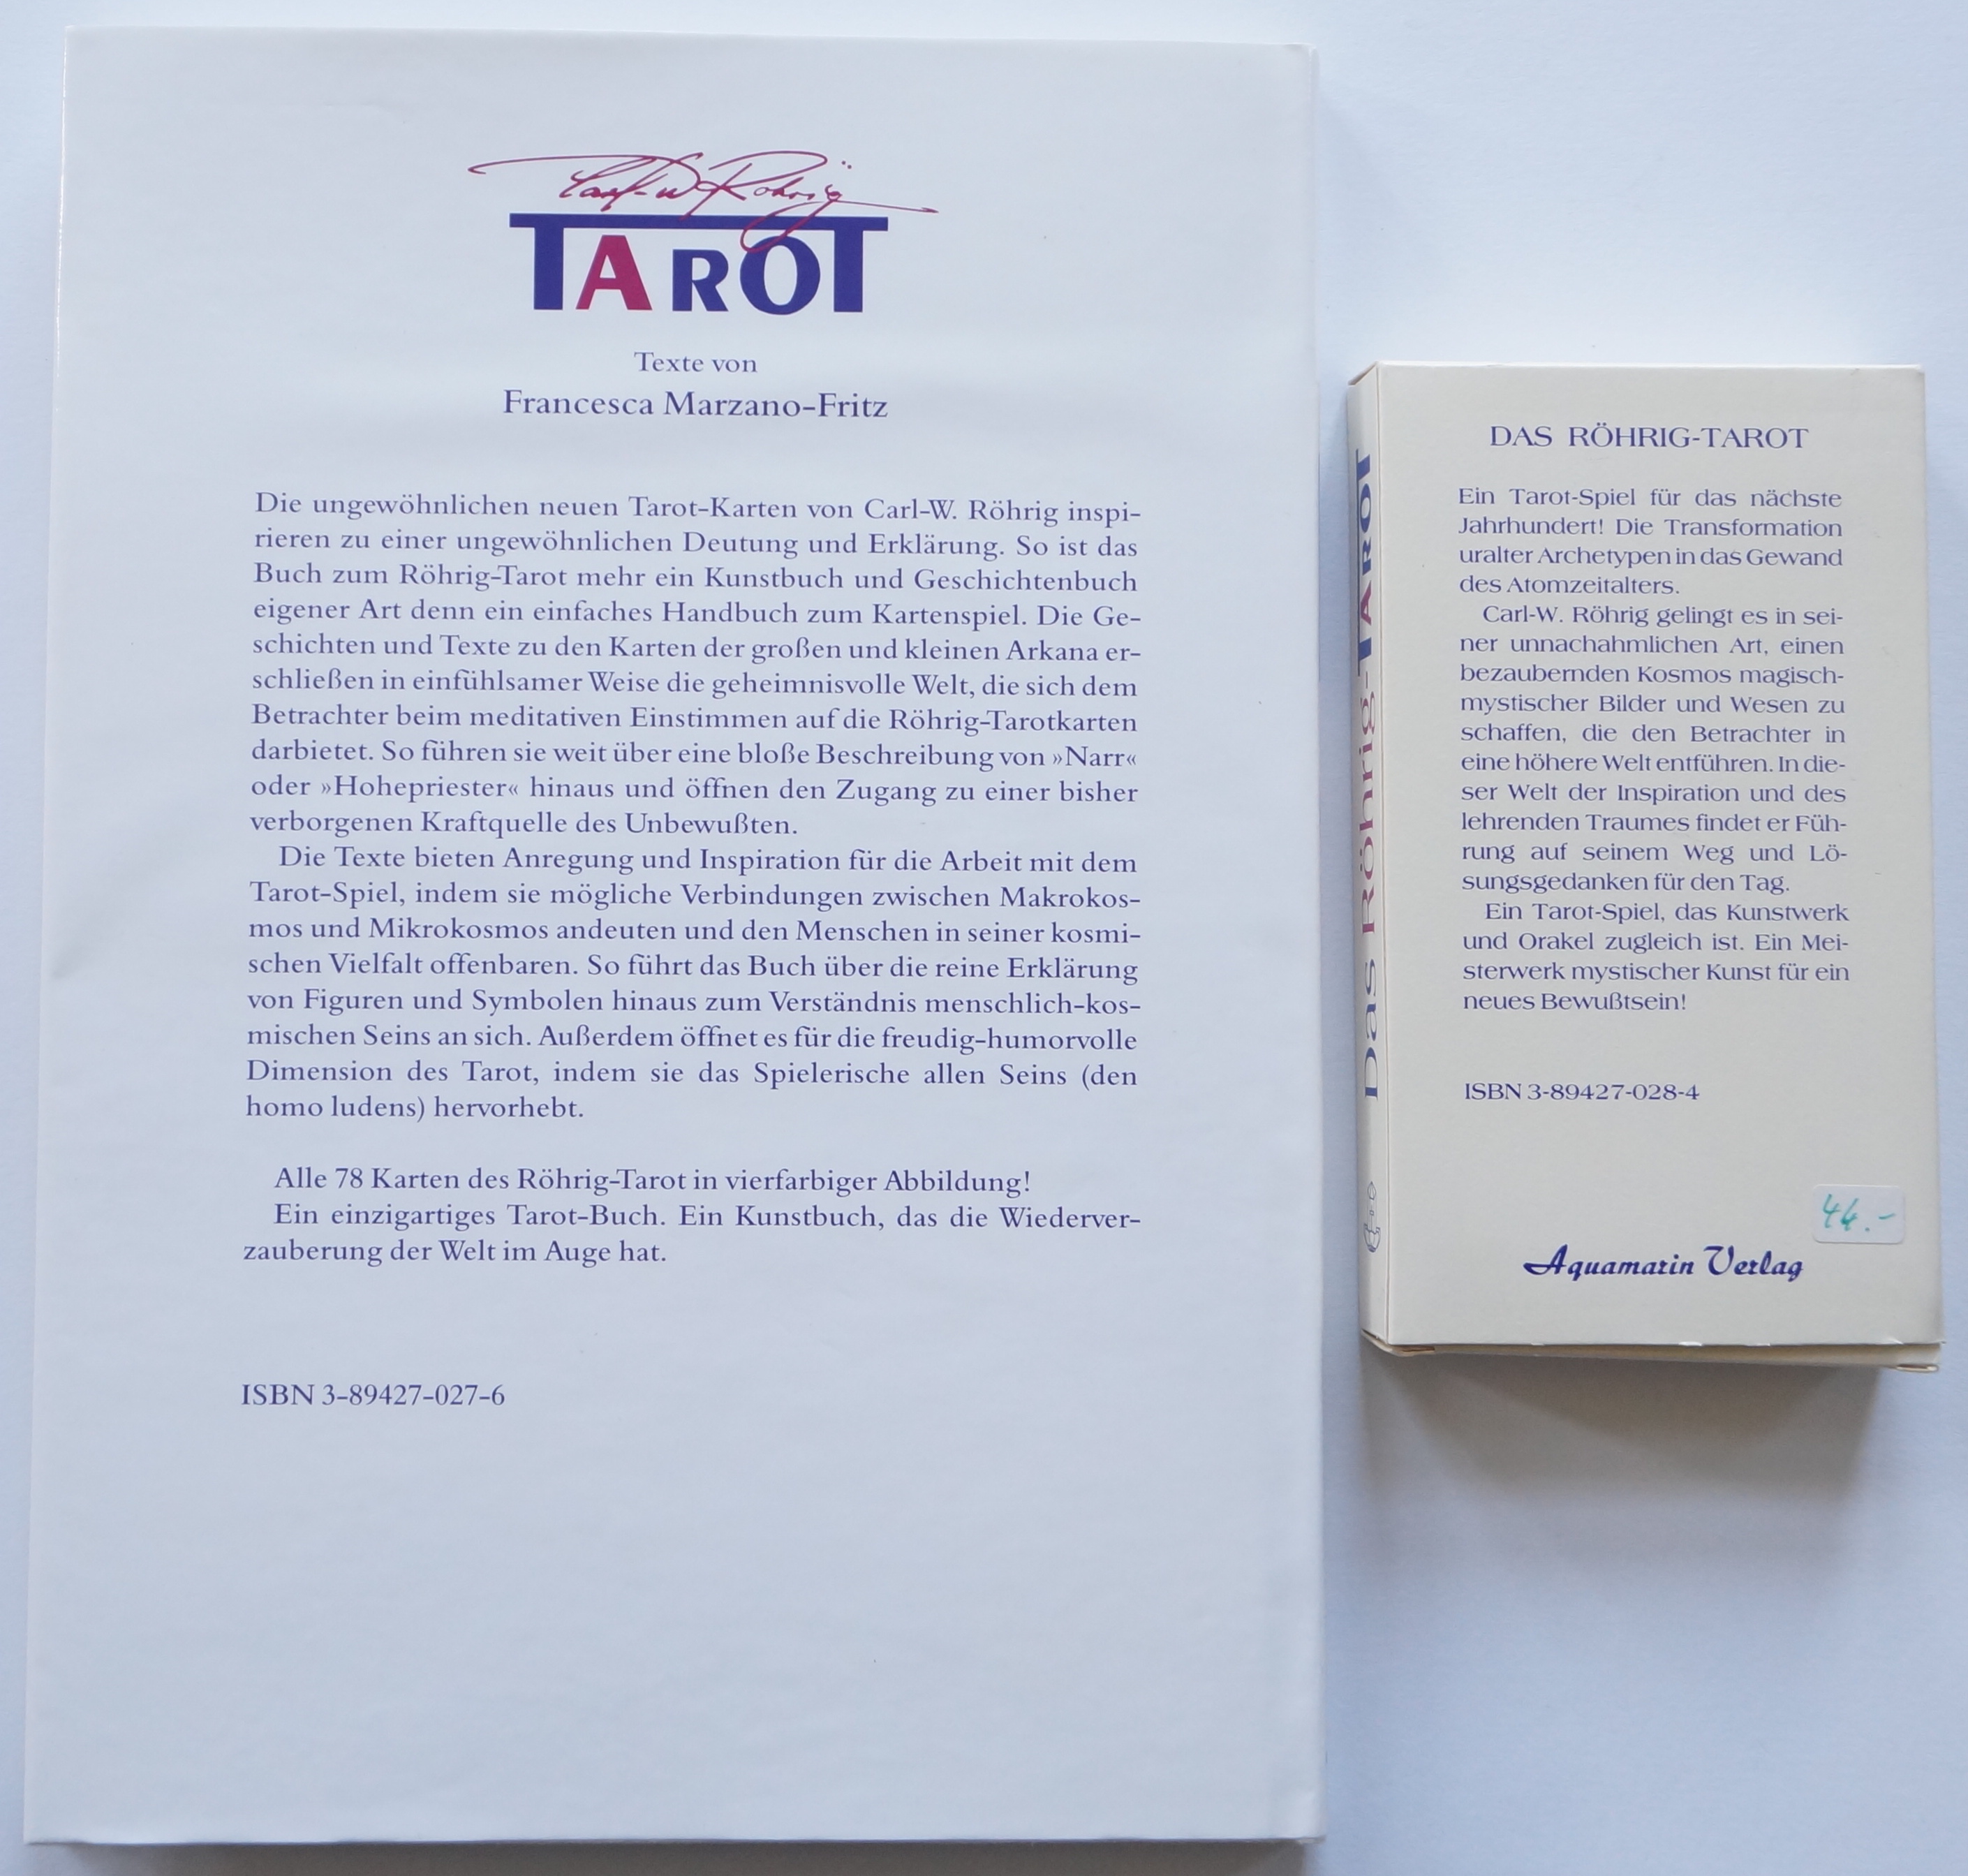 Carl-W Röhrig
TAROT
Texte von
Francesca Marzano-Fritz
Die ungewöhnlichen neuen Tarot-Karten von Carl-W. Röhrig inspi-
rieren zu einer ungewöhnlichen Deutung und Erklärung. So ist das
Buch zum Röhrig-Tarot mehr ein Kunstbuch und Geschichtenbuch
eigener Art denn ein einfaches Handbuch zum Kartenspiel. Die Ge-
schichten und Texte zu den Karten der großen und kleinen Arkana er-
schließen in einfühlsamer Weise die geheimnisvolle Welt, die sich dem
Betrachter beim meditativen Einstimmen auf die Röhrig-Tarotkarten
darbietet. So führen sie weit über eine bloße Beschreibung von »Narr«
oder »Hohepriester« hinaus und öffnen den Zugang zu einer bisher
verborgenen Kraftquelle des Unbewußten.
Die Texte bieten Anregung und Inspiration für die Arbeit mit dem
Tarot-Spiel, indem sie mögliche Verbindungen zwischen Makrokos-
mos und Mikrokosmos andeuten und den Menschen in seiner kosmi-
schen Vielfalt offenbaren. So führt das Buch über die reine Erklärung
von Figuren und Symbolen hinaus zum Verständnis menschlich-kos-
mischen Seins an sich. Außerdem öffnet es für die freudig-humorvolle
Dimension des Tarot, indem sie das Spielerische allen Seins (den
homo ludens) hervorhebt.
Alle 78 Karten des Röhrig-Tarot in vierfarbiger Abbildung!
Ein einzigartiges Tarot-Buch. Ein Kunstbuch, das die Wiederver-
zauberung der Welt im Auge hat.
ISBN 3-89427-027-6
Das Röhrig-TAROT
DAS RÖHRIG-TAROT
Ein Tarot-Spiel für das nächste
Jahrhundert! Die Transformation
uralter Archetypen in das Gewand
des Atomzeitalters.
Carl-W. Röhrig gelingt es in sei-
ner unnachahmlichen Art, einen
bezaubernden Kosmos magisch-
mystischer Bilder und Wesen zu
schaffen, die den Betrachter in
eine höhere Welt entführen. In die-
ser Welt der Inspiration und des
lehrenden Traumes findet er Füh-
rung auf seinem Weg und Lö-
sungsgedanken für den Tag.
Ein Tarot-Spiel, das Kunstwerk
und Orakel zugleich ist. Ein Mei-
sterwerk mystischer Kunst für ein
neues Bewußtsein!
ISBN 3-89427-028-4
44.-
Aquamarin Verlag